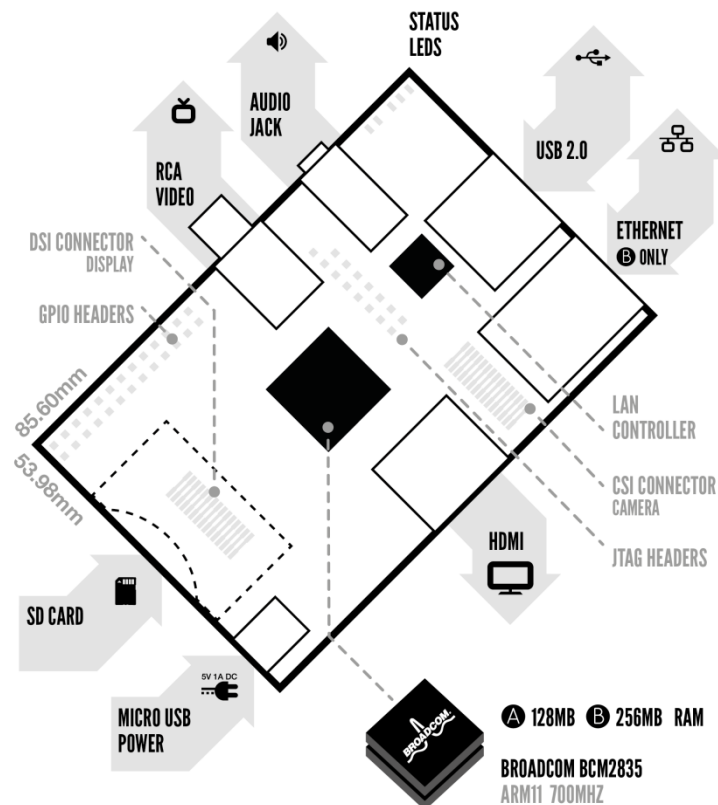 STATUS
LEDS
AUDIO
JACK
USB 2.0
RCA
VIDEO
ETHERNET
B ONLY
DSI CONNECTOR
DISPLAY
GPIO HEADERS
85.60mm
53.98mm
LAN
CONTROLLER
CSI CONNECTOR
CAMERA
JTAG HEADERS
HDMI
SD CARD
5V 1A DC
MICRO USB
POWER
BROADCOM.
A 128MB B 256MB RAM
BROADCOM BCM2835
ARM11 700MHZ